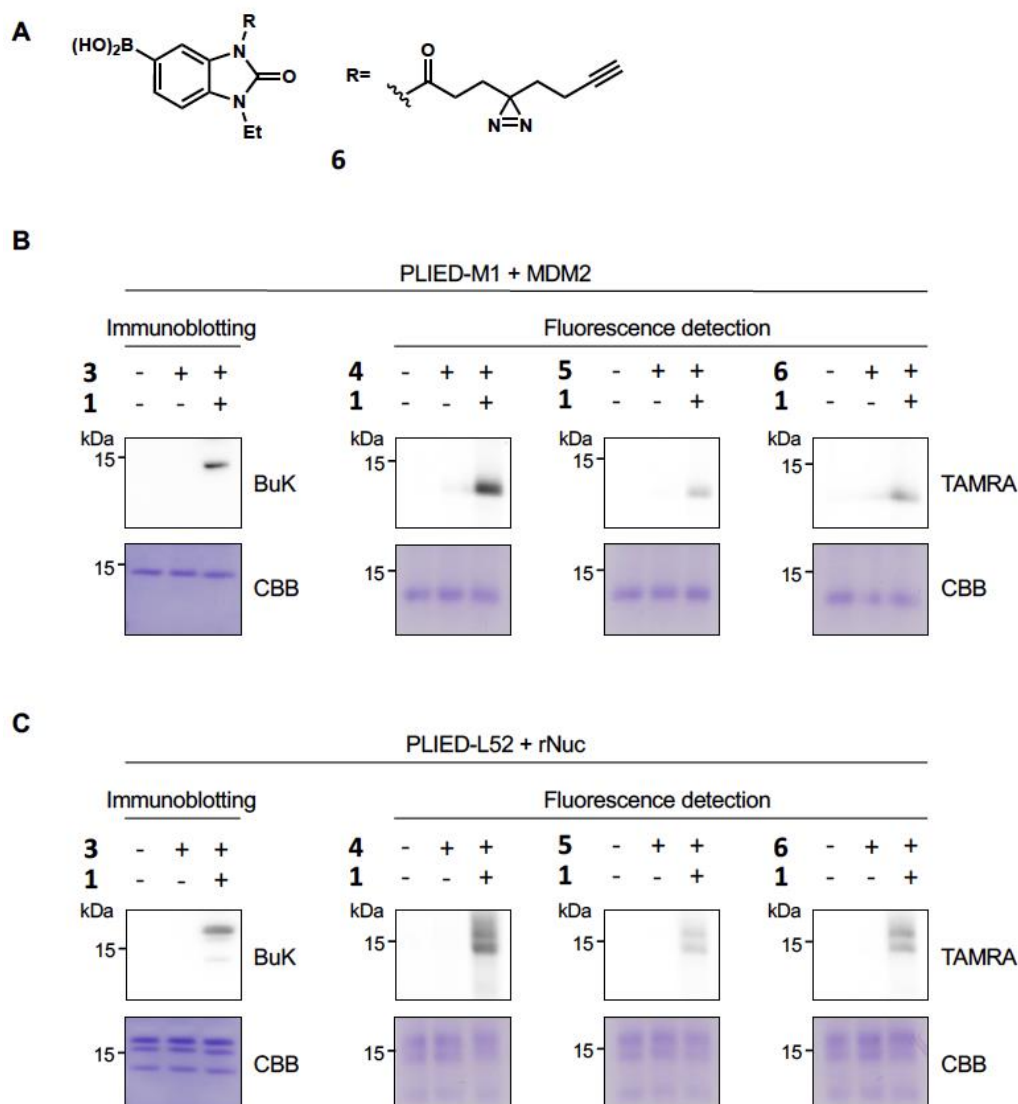 A
R
(HO)2B
N
O
N
Et
R=
O
N=N
6
B
PLIED-M1 + MDM2
Immunoblotting Fluorescence detection
3 - + + 4 - + + 5 - + + 6 - + +
1 - - + 1 - - + 1 - - + 1 - - +
kDa kDa kDa kDa
15 15 15 15
BuK TAMRA
15 15 15 15
CBB CBB
C
PLIED-L52 + rNuc
Immunoblotting Fluorescence detection
3 - + + 4 - + + 5 - + + 6 - + +
1 - - + 1 - - + 1 - - + 1 - - +
kDa kDa kDa kDa
15 15 15 15
BuK TAMRA
15 15 15 15
CBB CBB